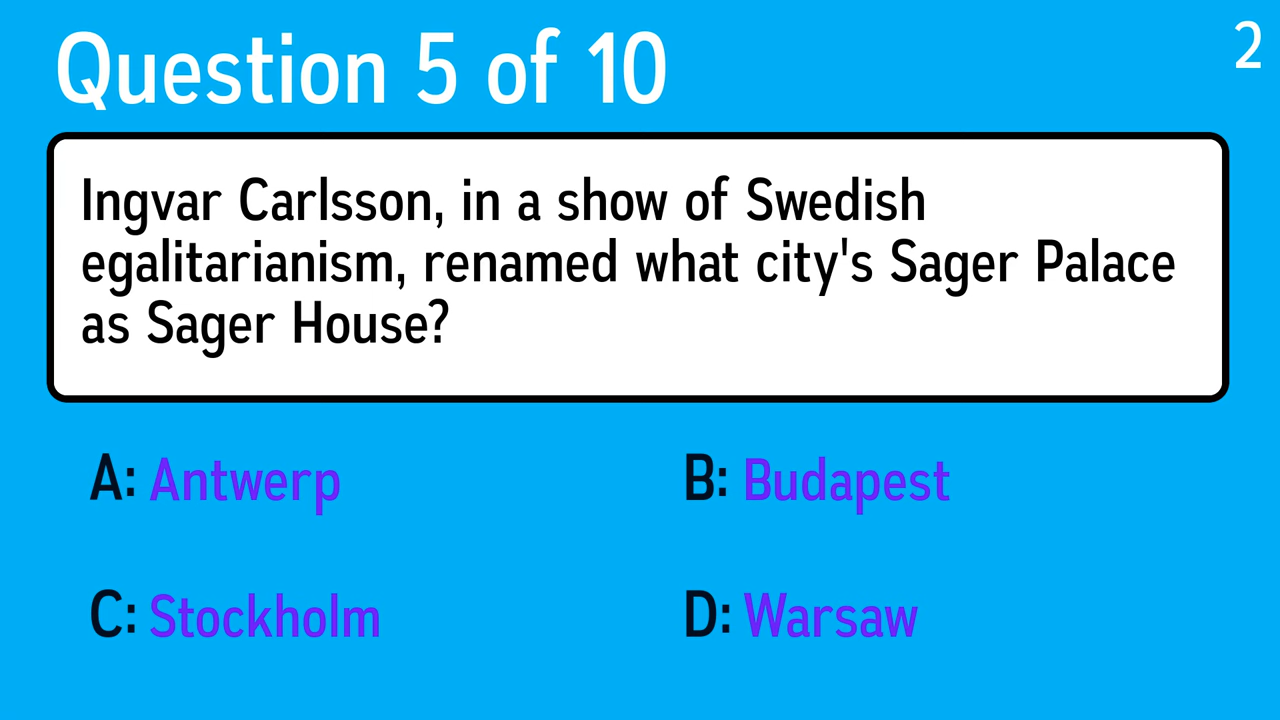 Question 5 of 10
2
Ingvar Carlsson, in a show of Swedish
egalitarianism, renamed what city's Sager Palace
as Sager House?
A: Antwerp
B: Budapest
C: Stockholm
D: Warsaw